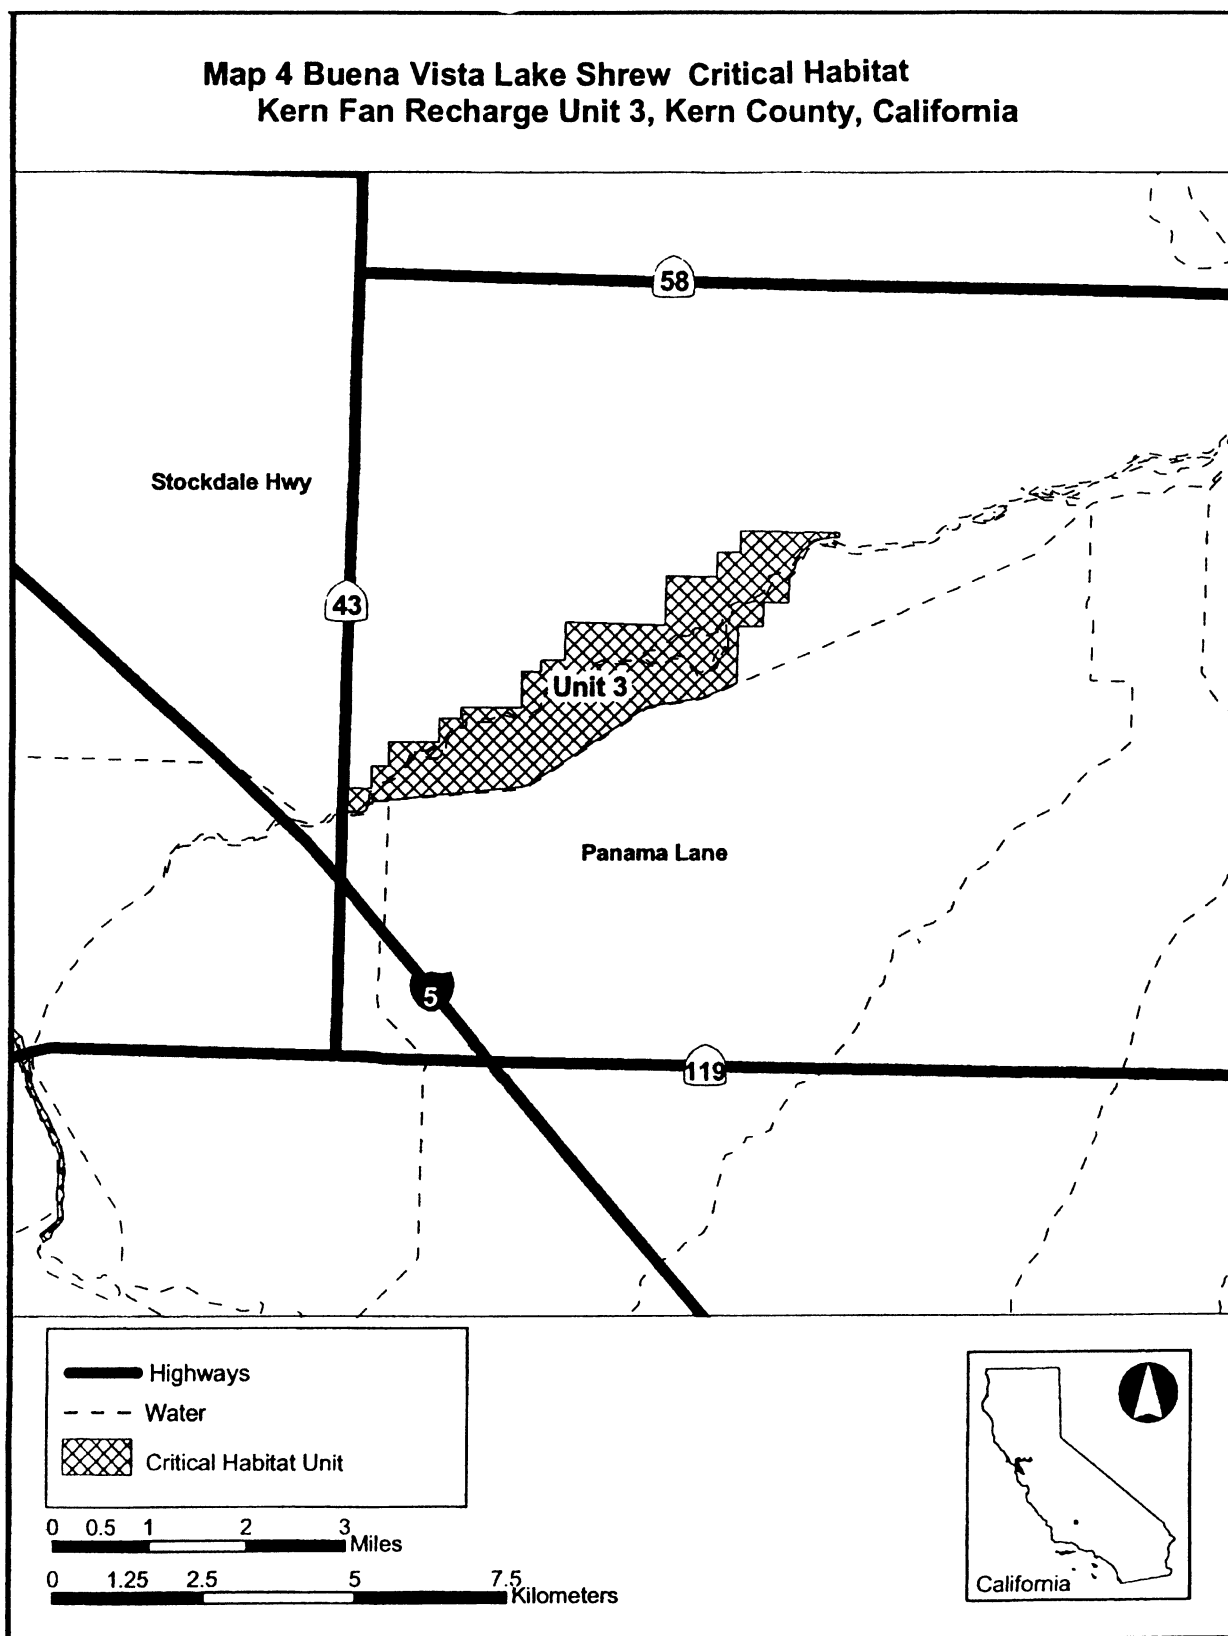 Map 4 Buena Vista Lake Shrew Critical Habitat
Kern Fan Recharge Unit 3, Kern County, California
58
Stockdale Hwy
43
Unit 3
Panama Lane
5
119
Highways
Water
Critical Habitat Unit
0 0.5 1 2 3
Miles
0 1.25 2.5 5 7.5
Kilometers
California